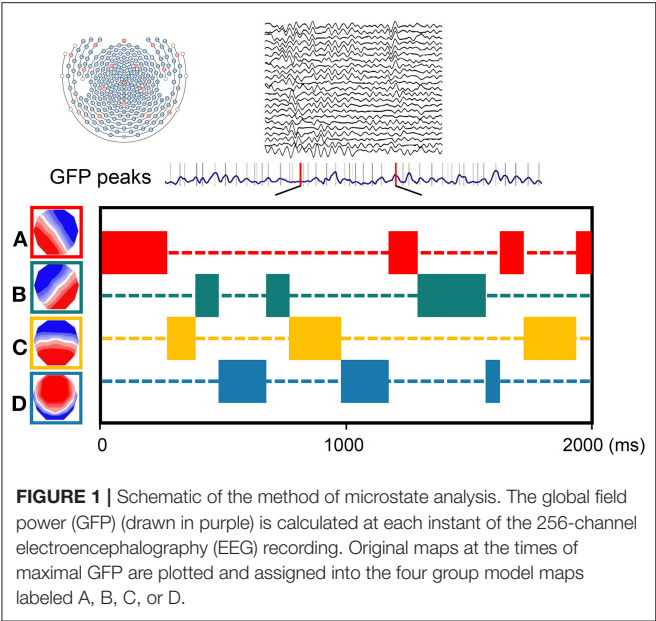 GFP peaks
A
B
C
D
0 1000 2000 (ms)
FIGURE 1 | Schematic of the method of microstate analysis. The global field
power (GFP) (drawn in purple) is calculated at each instant of the 256-channel
electroencephalography (EEG) recording. Original maps at the times of
maximal GFP are plotted and assigned into the four group model maps
labeled A, B, C, or D.